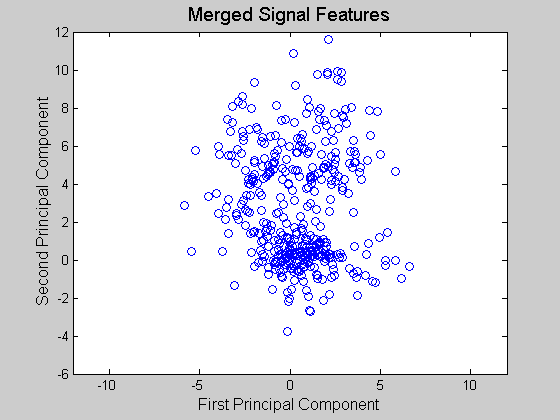 Merged Signal Features
12
10
8
6
4
2
0
-2
-4
-6
Second Principal Component
-10 -5 0 5 10
First Principal Component